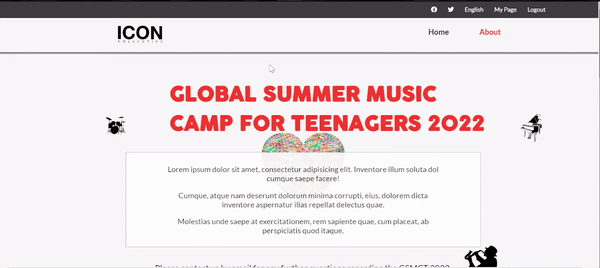 English
My Page
Logout
ICON
Home
About
GLOBAL SUMMER MUSIC
CAMP FOR TEENAGERS 2022
Lorem ipsum dolor sit amet, consectetur adipisicing elit. Inventore illum soluta dol
cumque saepe facere!
Cumque, atque nam deserunt dolorum minima corrupti, eius, dolorem dicta
inventore aspernatur ilias repellat delectus quae.
Molestias unde saepe at exercitationem, rem sapiente quae, cum placeat, ab
perspiciatis quod itaque.